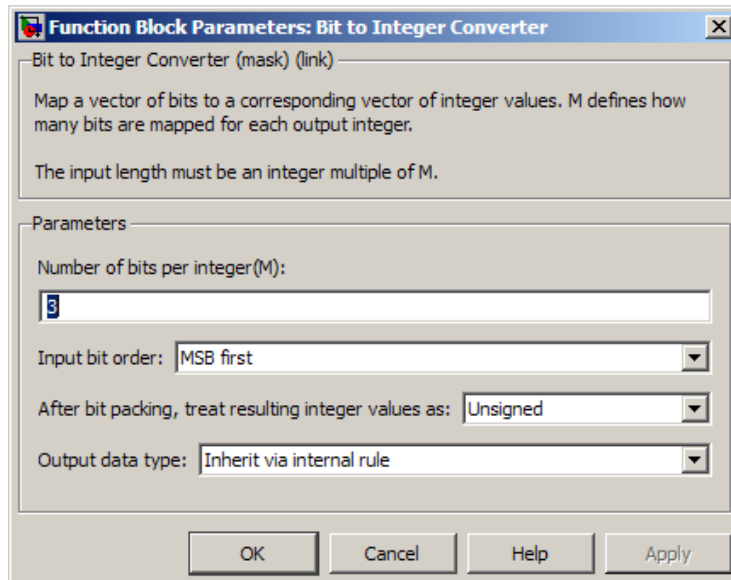 Function Block Parameters: Bit to Integer Converter
Bit to Integer Converter (mask) (link)
Map a vector of bits to a corresponding vector of integer values. M defines how
many bits are mapped for each output integer.
The input length must be an integer multiple of M.
Parameters
Number of bits per integer(M):
3
Input bit order: MSB first
After bit packing, treat resulting integer values as: Unsigned
Output data type: Inherit via internal rule
OK Cancel Help Apply